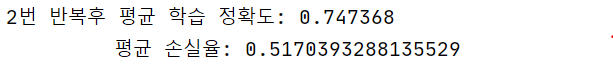 2번 반복후 평균 학습 정확도: 0.747368
평균 손실율: 0.5170393288135529